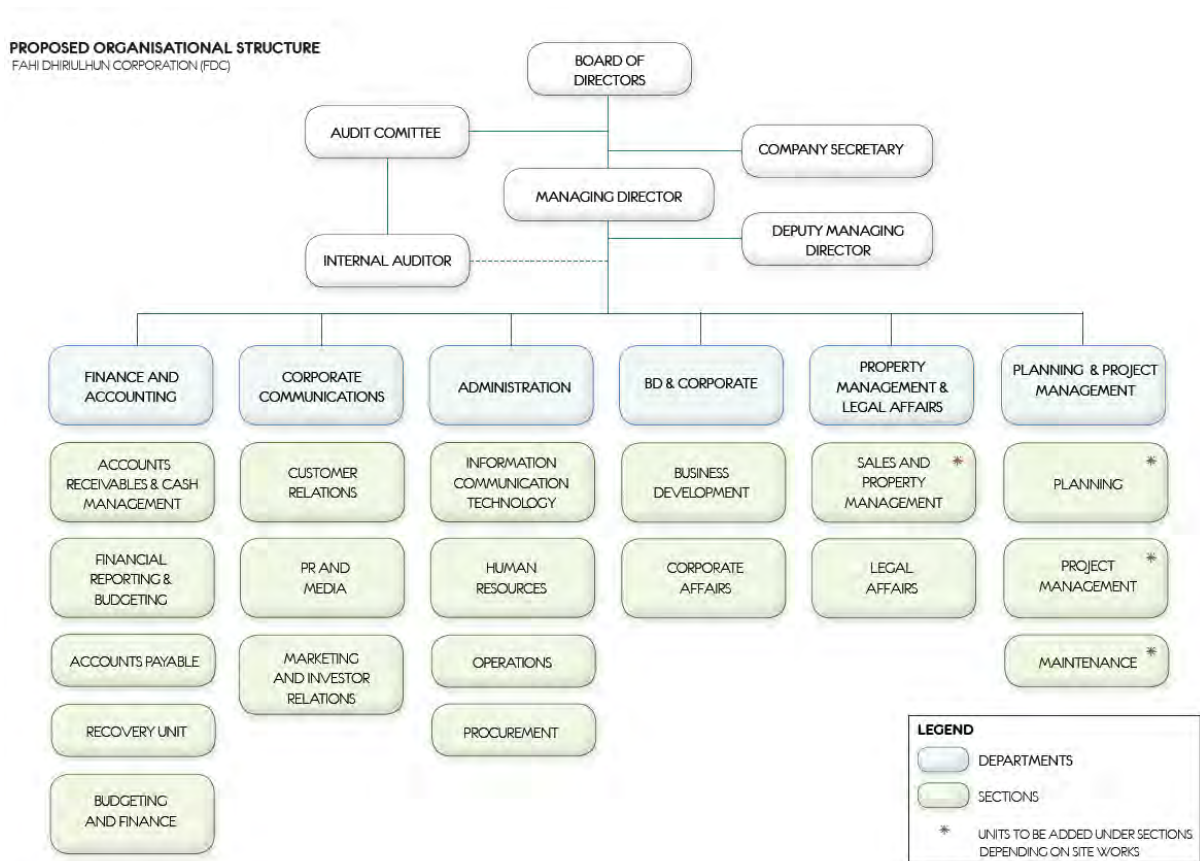 PROPOSED ORGANISATIONAL STRUCTURE
FAHI DHIRIULHUN CORPORATION (FDC)
BOARD OF
DIRECTORS
AUDIT COMITTEE
COMPANY SECRETARY
MANAGING DIRECTOR
DEPUTY MANAGING
DIRECTOR
INTERNAL AUDITOR
FINANCE AND
ACCOUNTING
CORPORATE
COMMUNICATIONS
ADMINISTRATION
BD & CORPORATE
PROPERTY
MANAGEMENT &
LEGAL AFFAIRS
PLANNING & PROJECT
MANAGEMENT
ACCOUNTS
RECEIVABLES & CASH
MANAGEMENT
CUSTOMER
RELATIONS
INFORMATION
COMMUNICATION
TECHNOLOGY
BUSINESS
DEVELOPMENT
SALES AND *
PROPERTY
MANAGEMENT
PLANNING *
FINANCIAL
REPORTING &
BUDGETING
PR AND
MEDIA
HUMAN
RESOURCES
CORPORATE
AFFAIRS
LEGAL
AFFAIRS
PROJECT *
MANAGEMENT
ACCOUNTS PAYABLE
MARKETING
AND INVESTOR
RELATIONS
OPERATIONS
MAINTENANCE *
RECOVERY UNIT
PROCUREMENT
BUDGETING
AND FINANCE
LEGEND
DEPARTMENTS
SECTIONS
* UNITS TO BE ADDED UNDER SECTIONS
DEPENDING ON SITE WORKS